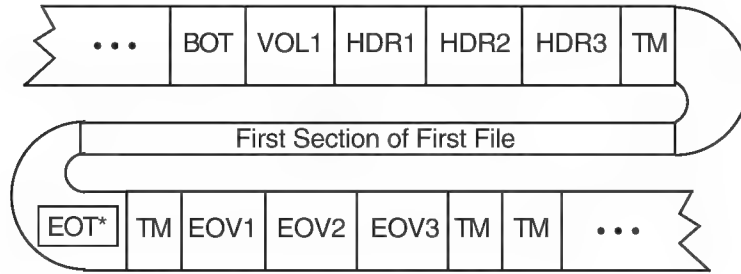 ••• BOT VOL1 HDR1 HDR2 HDR3 TM
First Section of First File
EOT* TM EOV1 EOV2 EOV3 TM TM •••